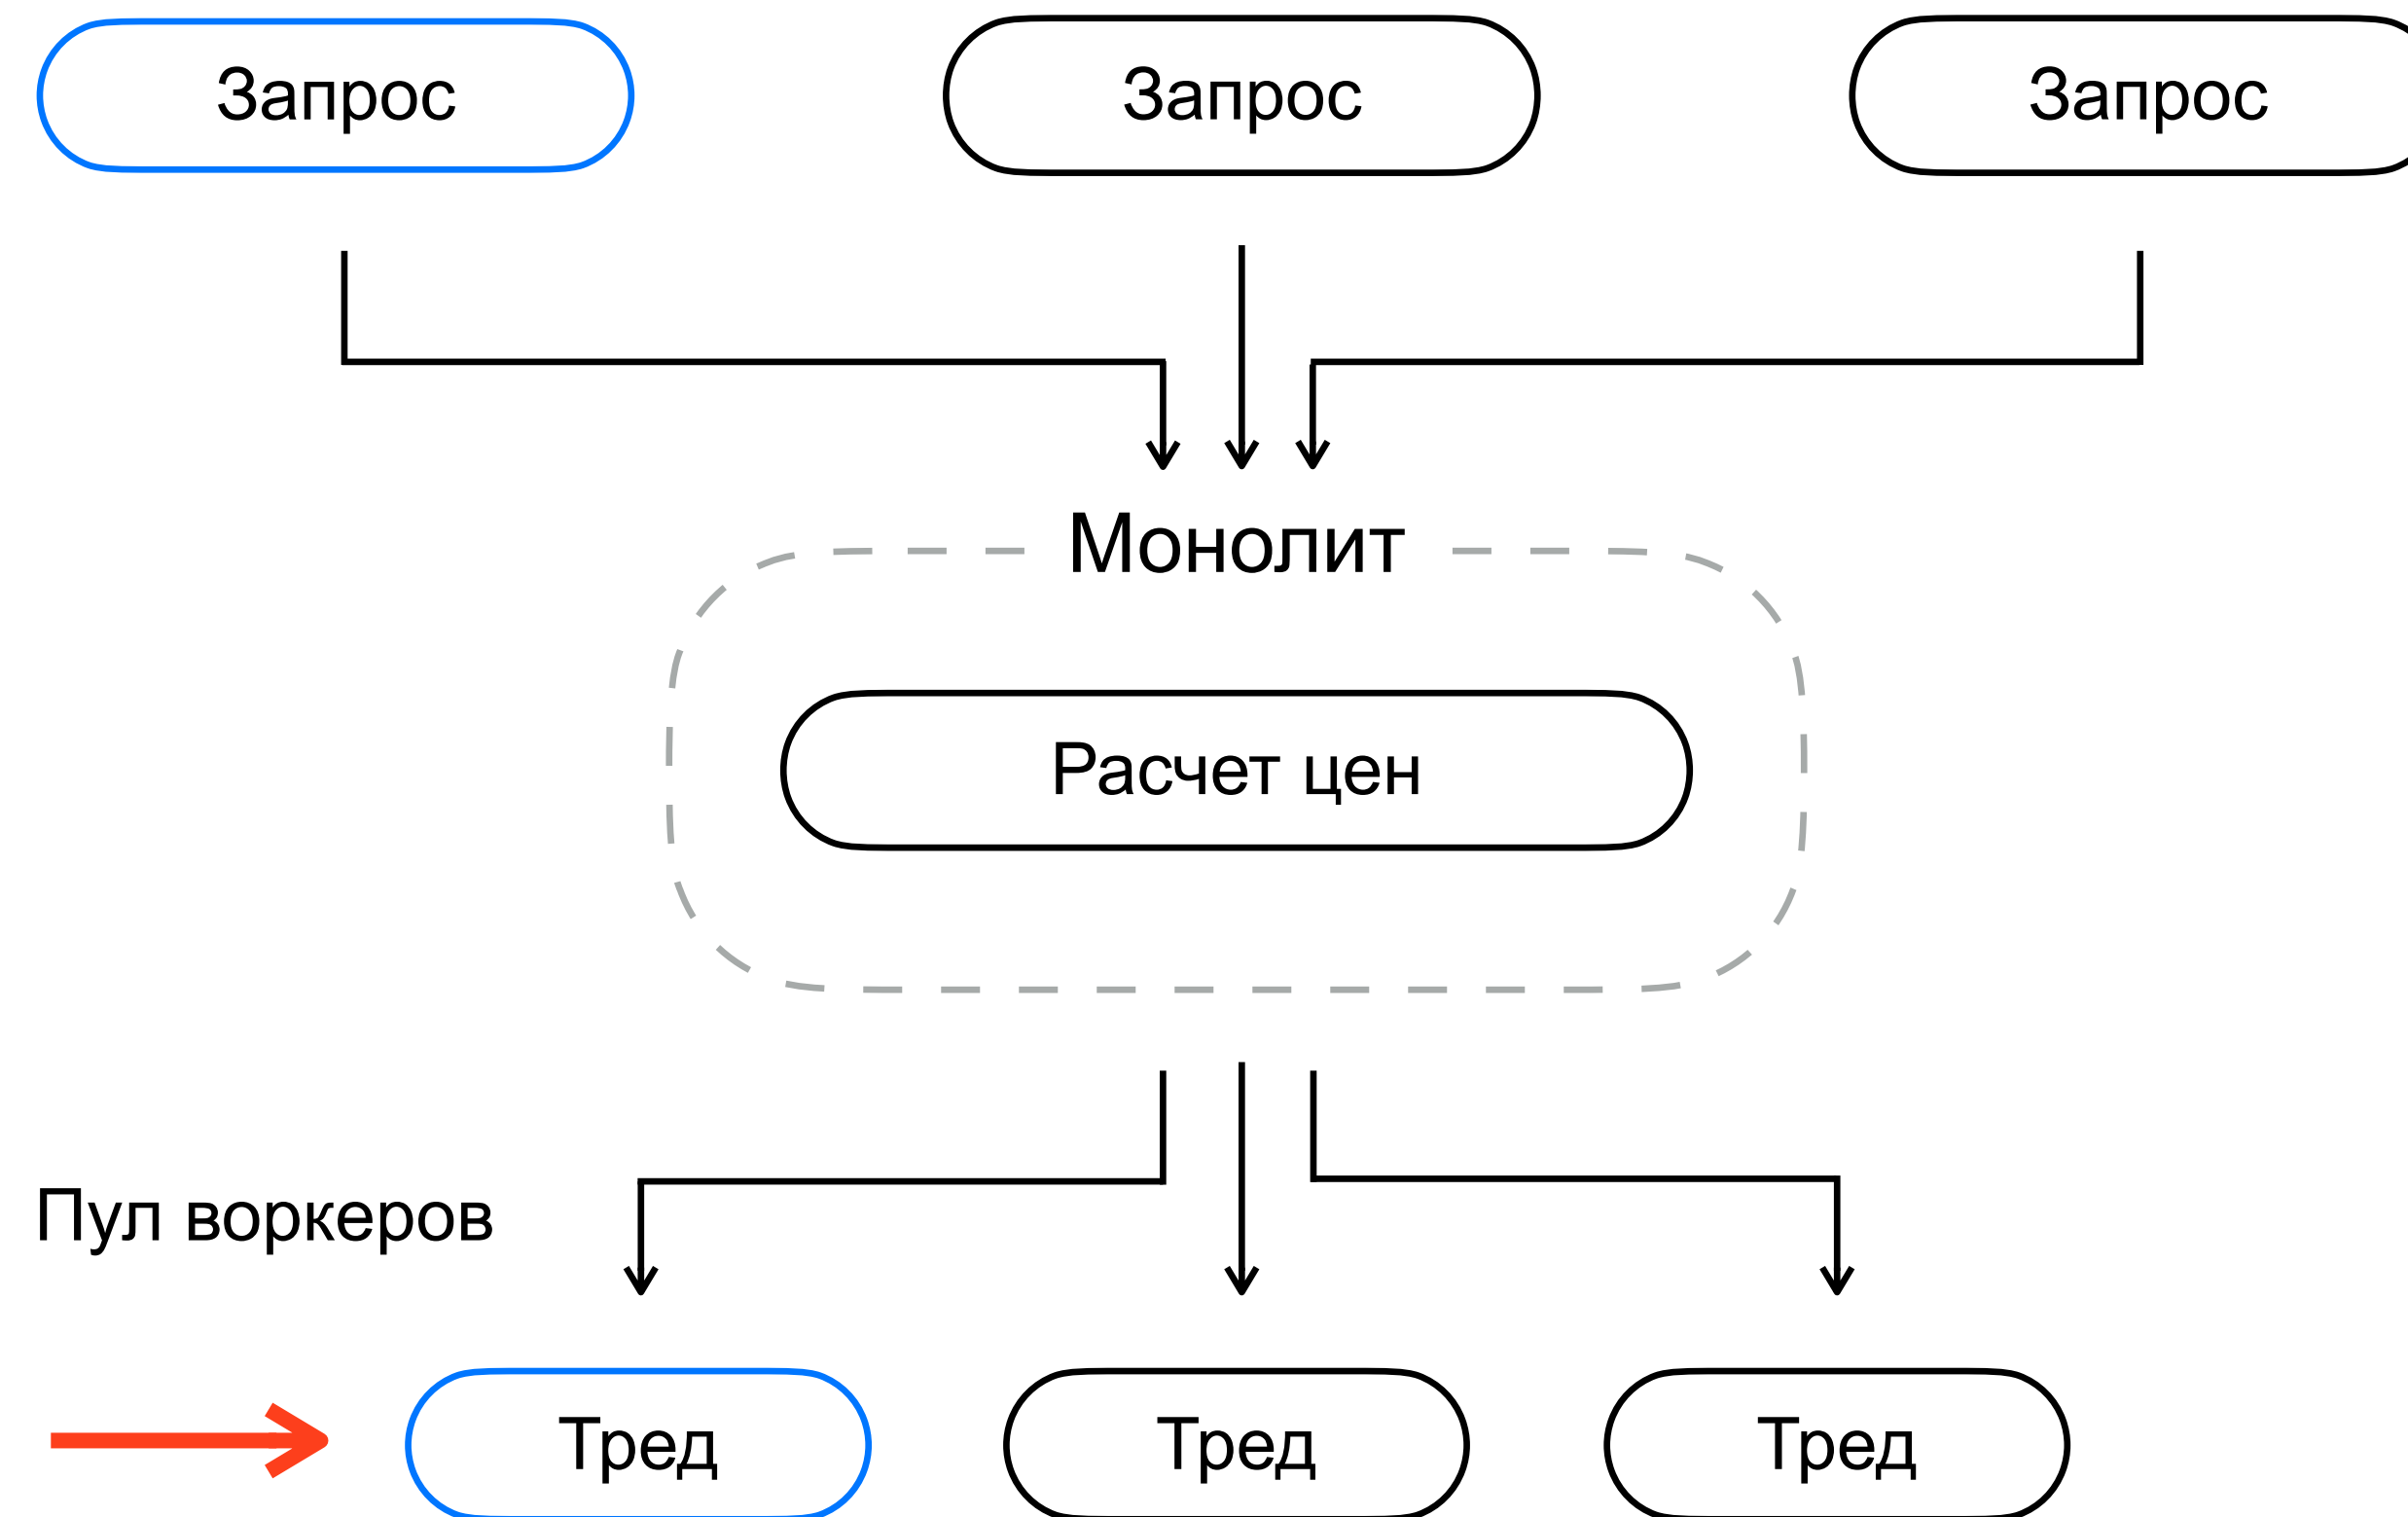 Запрос
Запрос
Запрос
Монолит
Расчет цен
Пул воркеров
Тред
Тред
Тред